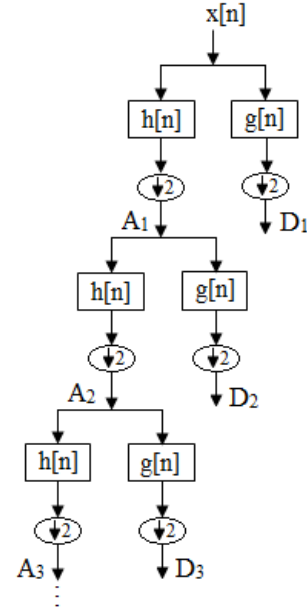 x[n]
h[n] g[n]
↓2 ↓2
A₁ D₁
h[n] g[n]
↓2 ↓2
A₂ D₂
h[n] g[n]
↓2 ↓2
A₃ D₃
⋮